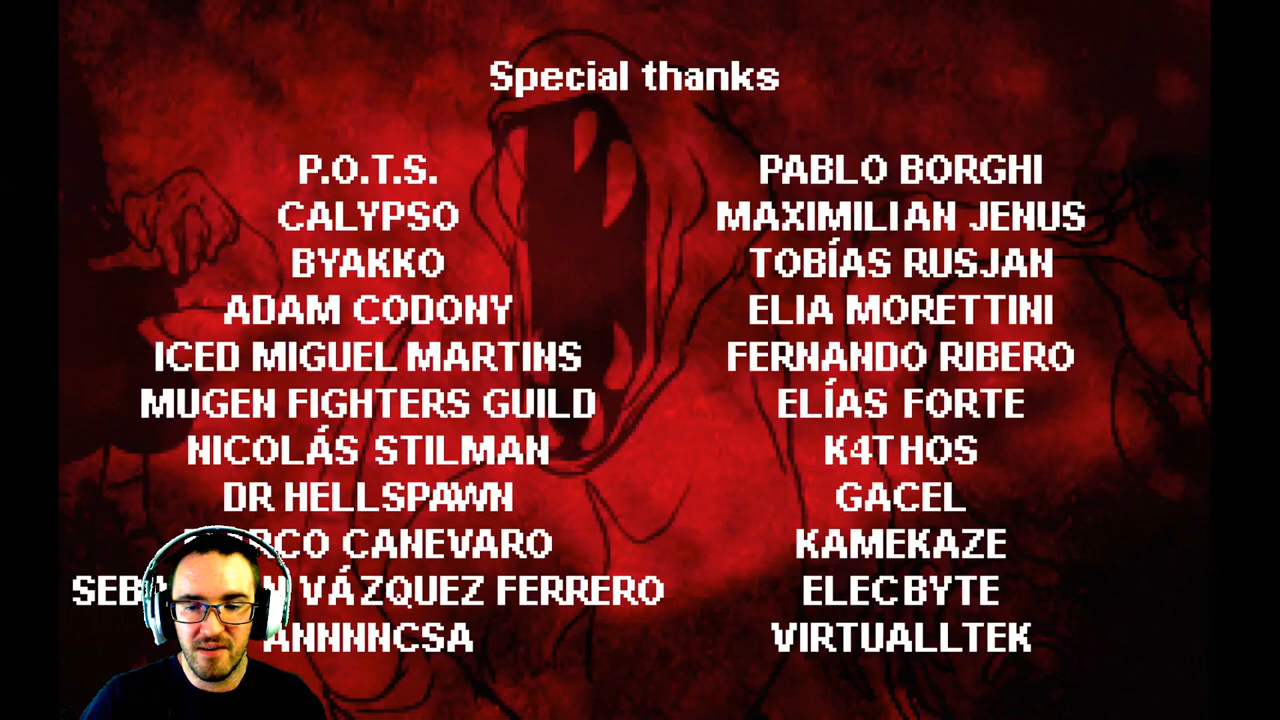 Special thanks
P.O.T.S.
CALYPSO
BYAKKO
ADAM CODONY
ICED MIGUEL MARTINS
MUGEN FIGHTERS GUILD
NICOLÁS STILMAN
DR HELLSPAWN
CANEVARO
VÁZQUEZ FERRERO
ANNNNCSA
PABLO BORGHI
MAXIMILIAN JENUS
TOBÍAS RUSJAN
ELIA MORETTINI
FERNANDO RIBERO
ELÍAS FORTE
K4THOS
GACEL
KAMEKAZE
ELECBYTE
VIRTUALLTEK